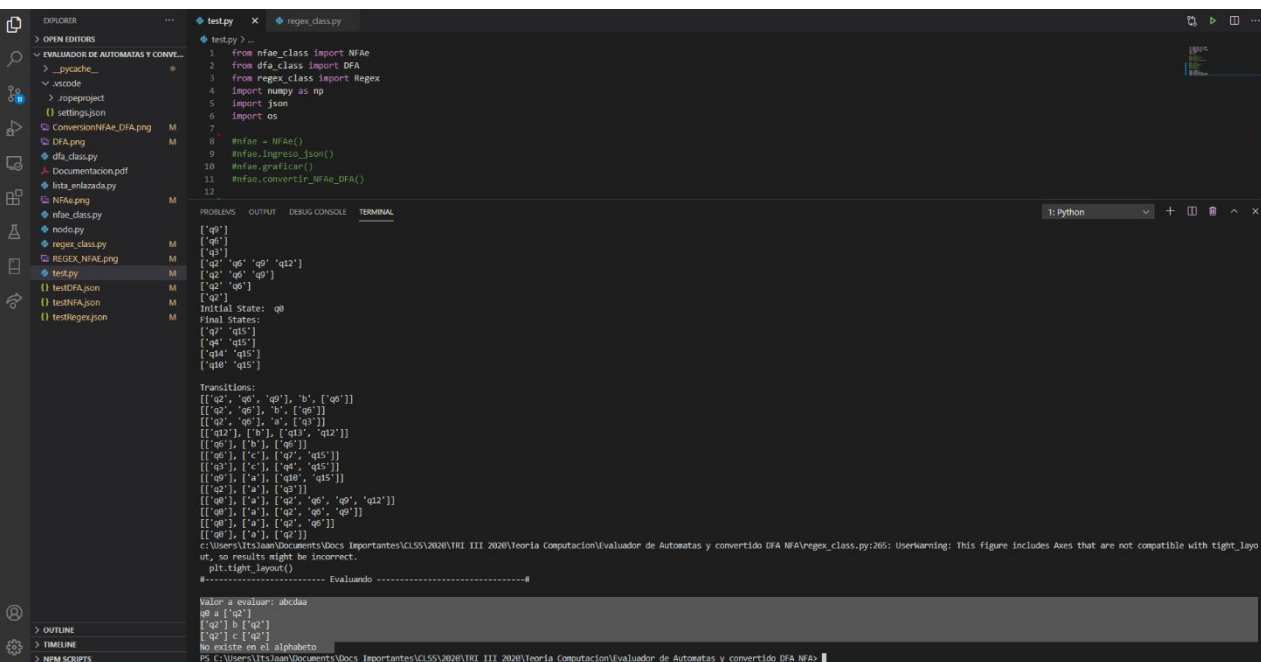 EXPLORER
> OPEN EDITORS
EVALUADOR DE AUTOMATAS Y CONVE...
> __pycache__
.vscode
> .ropeproject
{} settings.json
ConversionNFAe_DFA.png M
DFA.png M
dfa_class.py
Documentacion.pdf
lista_enlazada.py
NFAe.png M
nfae_class.py
nodo.py
regex_class.py M
REGEX_NFAE.png M
test.py M
{} testDFA.json M
{} testNFA.json M
{} testRegex.json M
> OUTLINE
> TIMELINE
> NPM SCRIPTS
11
test.py X regex_class.py
test.py > ...
1 from nfae_class import NFAe
2 from dfa_class import DFA
3 from regex_class import Regex
4 import numpy as np
5 import json
6 import os
7
8 #nfae = NFAe()
9 #nfae.ingreso_json()
10 #nfae.graficar()
11 #nfae.convertir_NFAe_DFA()
12
PROBLEMS OUTPUT DEBUG CONSOLE TERMINAL 1: Python
['q9']
['q6']
['q3']
['q2' 'q6' 'q9' 'q12']
['q2' 'q6' 'q9']
['q2' 'q6']
['q2']
Initial State: q0
Final States:
['q7' 'q15']
['q4' 'q15']
['q14' 'q15']
['q10' 'q15']
Transitions:
[['q2', 'q6', 'q9'], 'b', ['q6']]
[['q2', 'q6'], 'b', ['q6']]
[['q2', 'q6'], 'a', ['q3']]
[['q12'], ['b'], ['q13', 'q12']]
[['q6'], ['b'], ['q6']]
[['q6'], ['c'], ['q7', 'q15']]
[['q3'], ['c'], ['q4', 'q15']]
[['q9'], ['a'], ['q10', 'q15']]
[['q2'], ['a'], ['q3']]
[['q0'], ['a'], ['q2', 'q6', 'q9', 'q12']]
[['q0'], ['a'], ['q2', 'q6', 'q9']]
[['q0'], ['a'], ['q2', 'q6']]
[['q0'], ['a'], ['q2']]
c:\Users\ItsJaan\Documents\Docs Importantes\CLSS\2020\TRI III 2020\Teoria Computacion\Evaluador de Automatas y convertido DFA NFA\regex_class.py:265: UserWarning: This figure includes Axes that are not compatible with tight_layo
ut, so results might be incorrect.
plt.tight_layout()
#-------------------------- Evaluando --------------------------------#
Valor a evaluar: abcdaa
q0 a ['q2']
['q2'] b ['q2']
['q2'] c ['q2']
No existe en el alphabeto
PS C:\Users\ItsJaan\Documents\Docs Importantes\CLSS\2020\TRI III 2020\Teoria Computacion\Evaluador de Automatas y convertido DFA NFA>